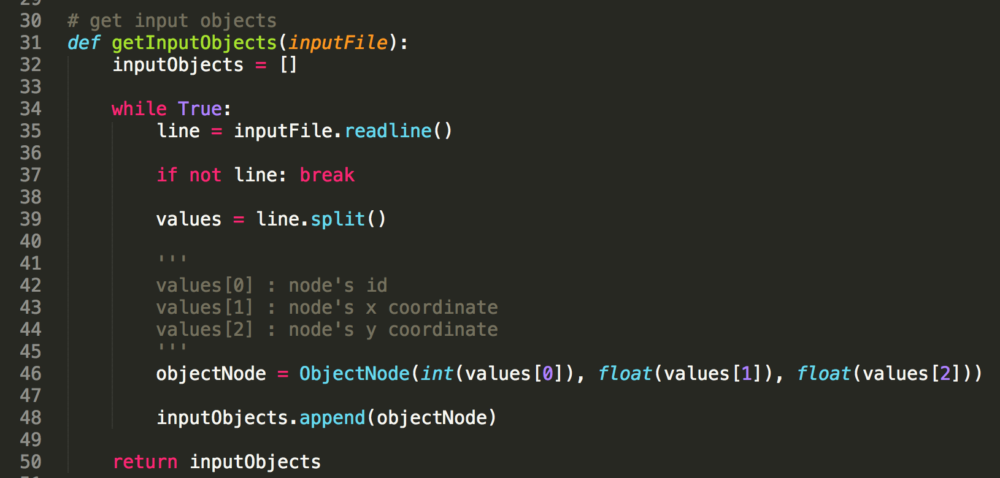 30 # get input objects
31 def getInputObjects(inputFile):
32     inputObjects = []
33
34     while True:
35         line = inputFile.readline()
36
37         if not line: break
38
39         values = line.split()
40
41         '''
42         values[0] : node's id
43         values[1] : node's x coordinate
44         values[2] : node's y coordinate
45         '''
46         objectNode = ObjectNode(int(values[0]), float(values[1]), float(values[2]))
47
48         inputObjects.append(objectNode)
49
50     return inputObjects